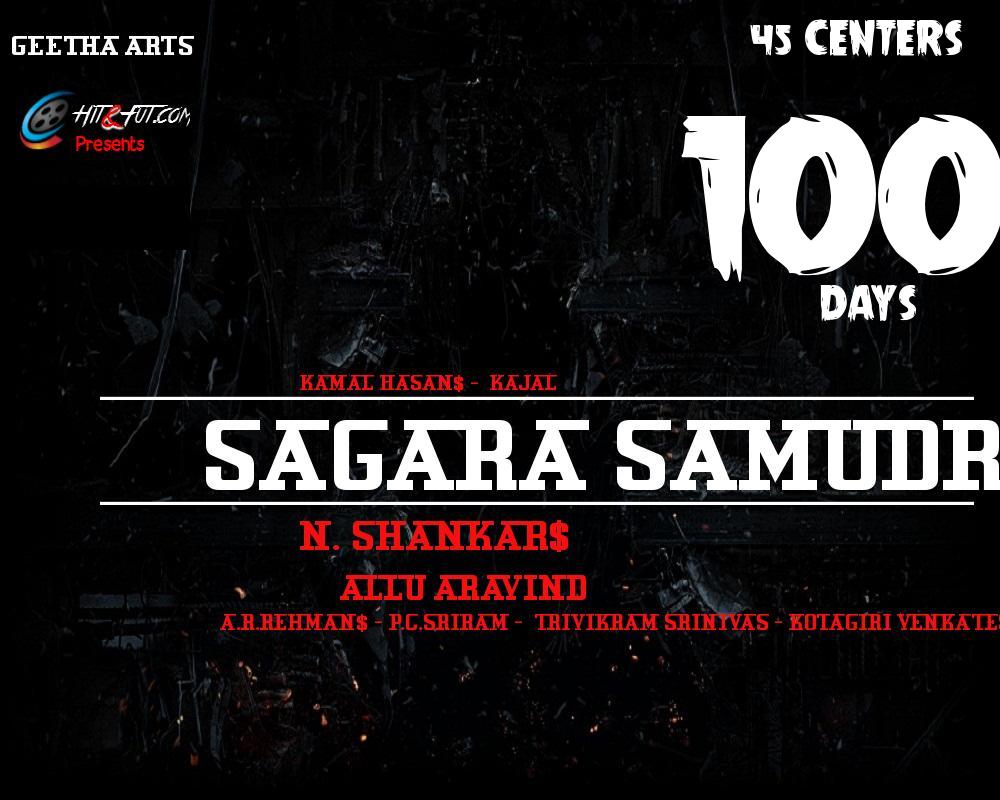 GEETHA ARTS
45 CENTERS
HIT&FUT.COM
Presents
100
DAYS
KAMAL HASAN$ - KAJAL
SAGARA SAMUDR
N. SHANKAR$
ALLU ARAVIND
A.R.REHMAN$ - P.C.SRIRAM - TRIVIKRAM SRINIVAS - KOTAGIRI VENKATES